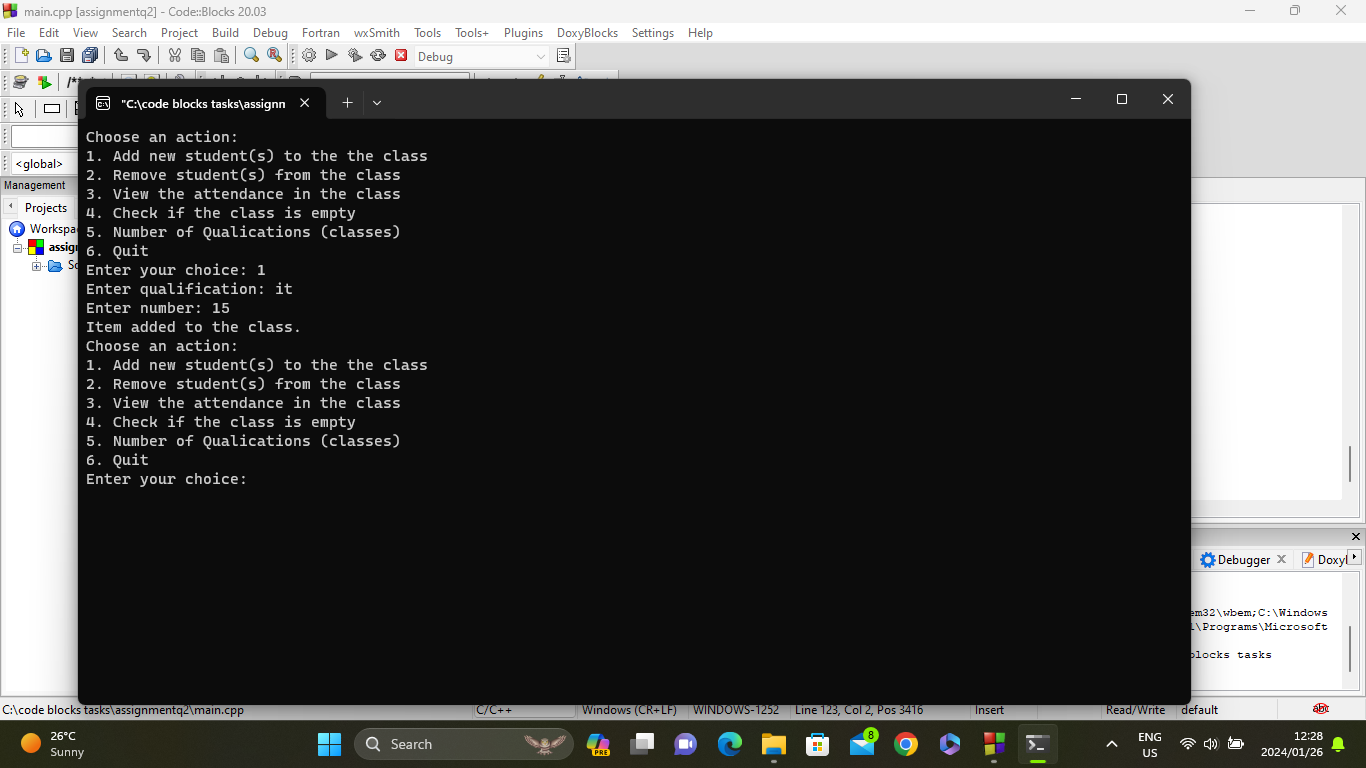 main.cpp [assignmentq2] - Code::Blocks 20.03
File Edit View Search Project Build Debug Fortran wxSmith Tools Tools+ Plugins DoxyBlocks Settings Help
Debug
"C:\code blocks tasks\assignn
<global>
Management
Projects
Workspa
assign
So
Choose an action:
1. Add new student(s) to the the class
2. Remove student(s) from the class
3. View the attendance in the class
4. Check if the class is empty
5. Number of Qualications (classes)
6. Quit
Enter your choice: 1
Enter qualification: it
Enter number: 15
Item added to the class.
Choose an action:
1. Add new student(s) to the the class
2. Remove student(s) from the class
3. View the attendance in the class
4. Check if the class is empty
5. Number of Qualications (classes)
6. Quit
Enter your choice:
Debugger Doxyl
em32\wbem;C:\Windows
l\Programs\Microsoft
blocks tasks
C:\code blocks tasks\assignmentq2\main.cpp C/C++ Windows (CR+LF) WINDOWS-1252 Line 123, Col 2, Pos 3416 Insert Read/Write default abc
26°C
Sunny
Search
PRE
8
ENG
US
12:28
2024/01/26